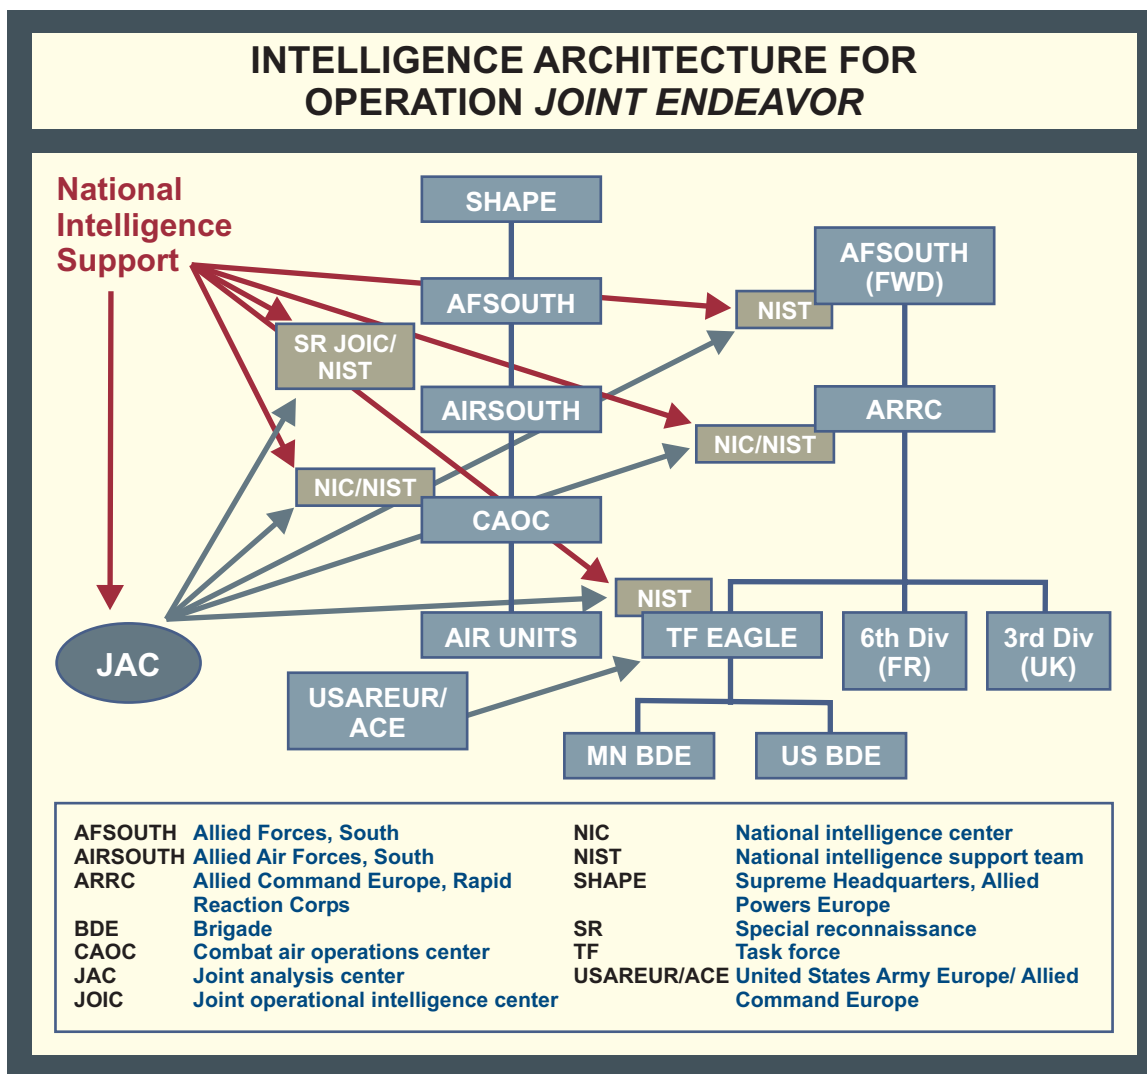 INTELLIGENCE ARCHITECTURE FOR
OPERATION JOINT ENDEAVOR
National
Intelligence
Support
SHAPE
AFSOUTH
(FWD)
AFSOUTH
NIST
SR JOIC/
NIST
AIRSOUTH
ARRC
NIC/NIST
NIC/NIST
CAOC
NIST
JAC
AIR UNITS
TF EAGLE
6th Div
(FR)
3rd Div
(UK)
USAREUR/
ACE
MN BDE
US BDE
AFSOUTH Allied Forces, South
AIRSOUTH Allied Air Forces, South
ARRC Allied Command Europe, Rapid
Reaction Corps
BDE Brigade
CAOC Combat air operations center
JAC Joint analysis center
JOIC Joint operational intelligence center
NIC National intelligence center
NIST National intelligence support team
SHAPE Supreme Headquarters, Allied
Powers Europe
SR Special reconnaissance
TF Task force
USAREUR/ACE United States Army Europe/ Allied
Command Europe